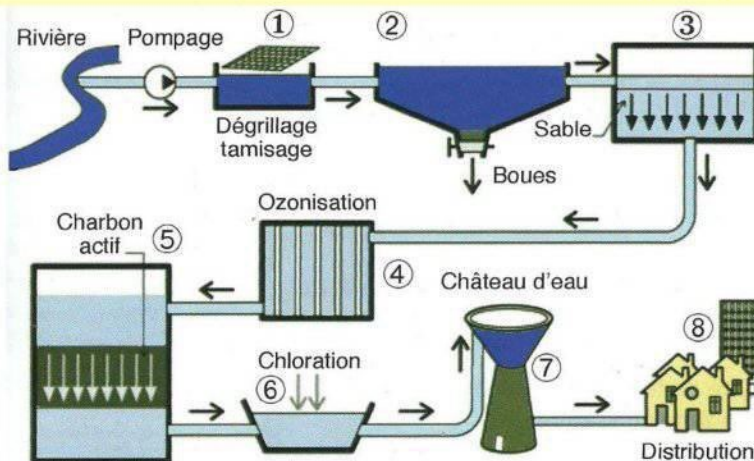 Rivière
Pompage
①
②
③
Dégrillage
tamisage
Boues
Sable
Ozonisation
④
Charbon
actif
⑤
Chloration
⑥
Château d'eau
⑦
⑧
Distribution